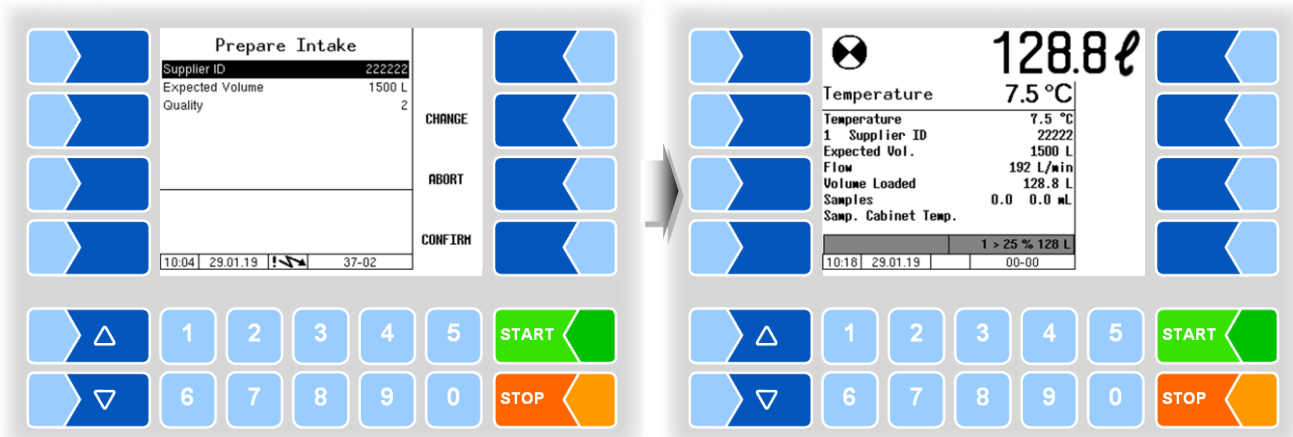 Prepare Intake
Supplier ID 222222
Expected Volume 1500 L
Quality 2
CHANGE
ABORT
CONFIRM
10:04 29.01.19 ! 37-02
1 2 3 4 5 START
6 7 8 9 0 STOP
128.8 ℓ
Temperature 7.5 °C
Temperature 7.5 °C
1 Supplier ID 22222
Expected Vol. 1500 L
Flow 192 L/min
Volume Loaded 128.8 L
Samples 0.0 0.0 mL
Samp. Cabinet Temp.
1 > 25 % 128 L
10:18 29.01.19 00-00
1 2 3 4 5 START
6 7 8 9 0 STOP